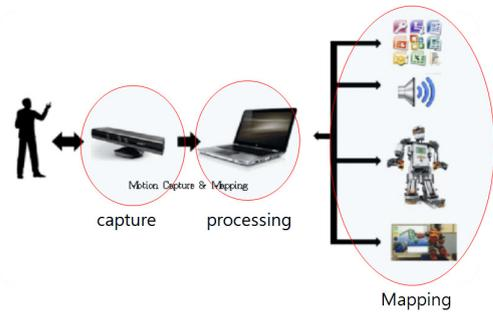 Motion Capture & Mapping
capture
processing
Mapping